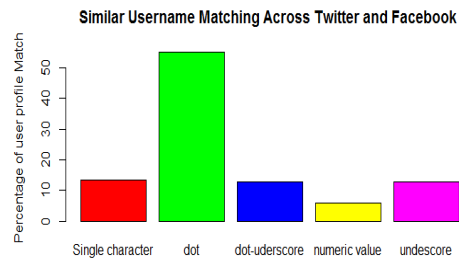 Similar Username Matching Across Twitter and Facebook
Percentage of user profile Match
50
40
30
20
10
0
Single character
dot
dot-uderscore
numeric value
undescore